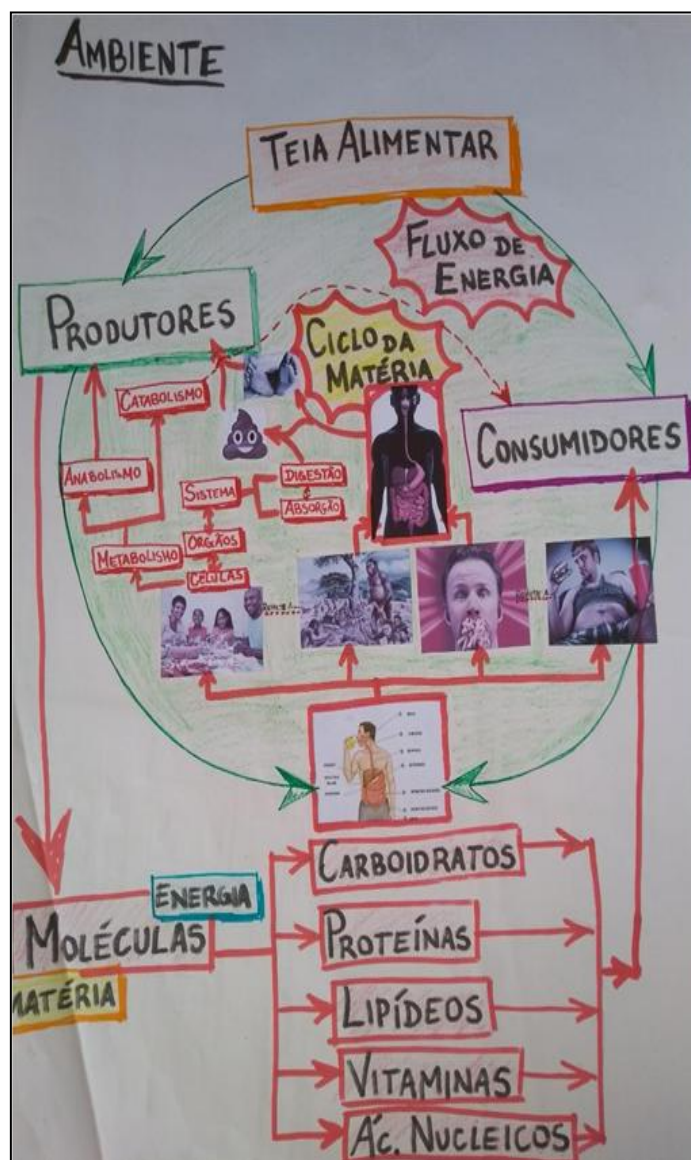 AMBIENTE
TEIA ALIMENTAR
FLUXO DE
ENERGIA
PRODUTORES
CICLO DA
MATÉRIA
CATABOLISMO
CONSUMIDORES
ANABOLISMO
SISTEMA
DIGESTÃO
ABSORÇÃO
METABOLISMO
ORGÃOS
CÉLULAS
ENERGIA
MOLÉCULAS
MATÉRIA
CARBOIDRATOS
PROTEÍNAS
LIPÍDEOS
VITAMINAS
ÁC. NUCLEICOS